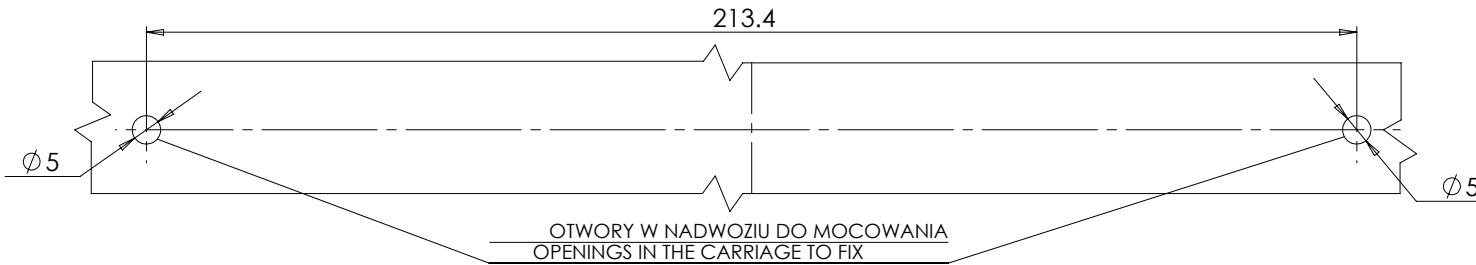 213.4
∅5
∅5
OTWORY W NADWOZIU DO MOCOWANIA
OPENINGS IN THE CARRIAGE TO FIX